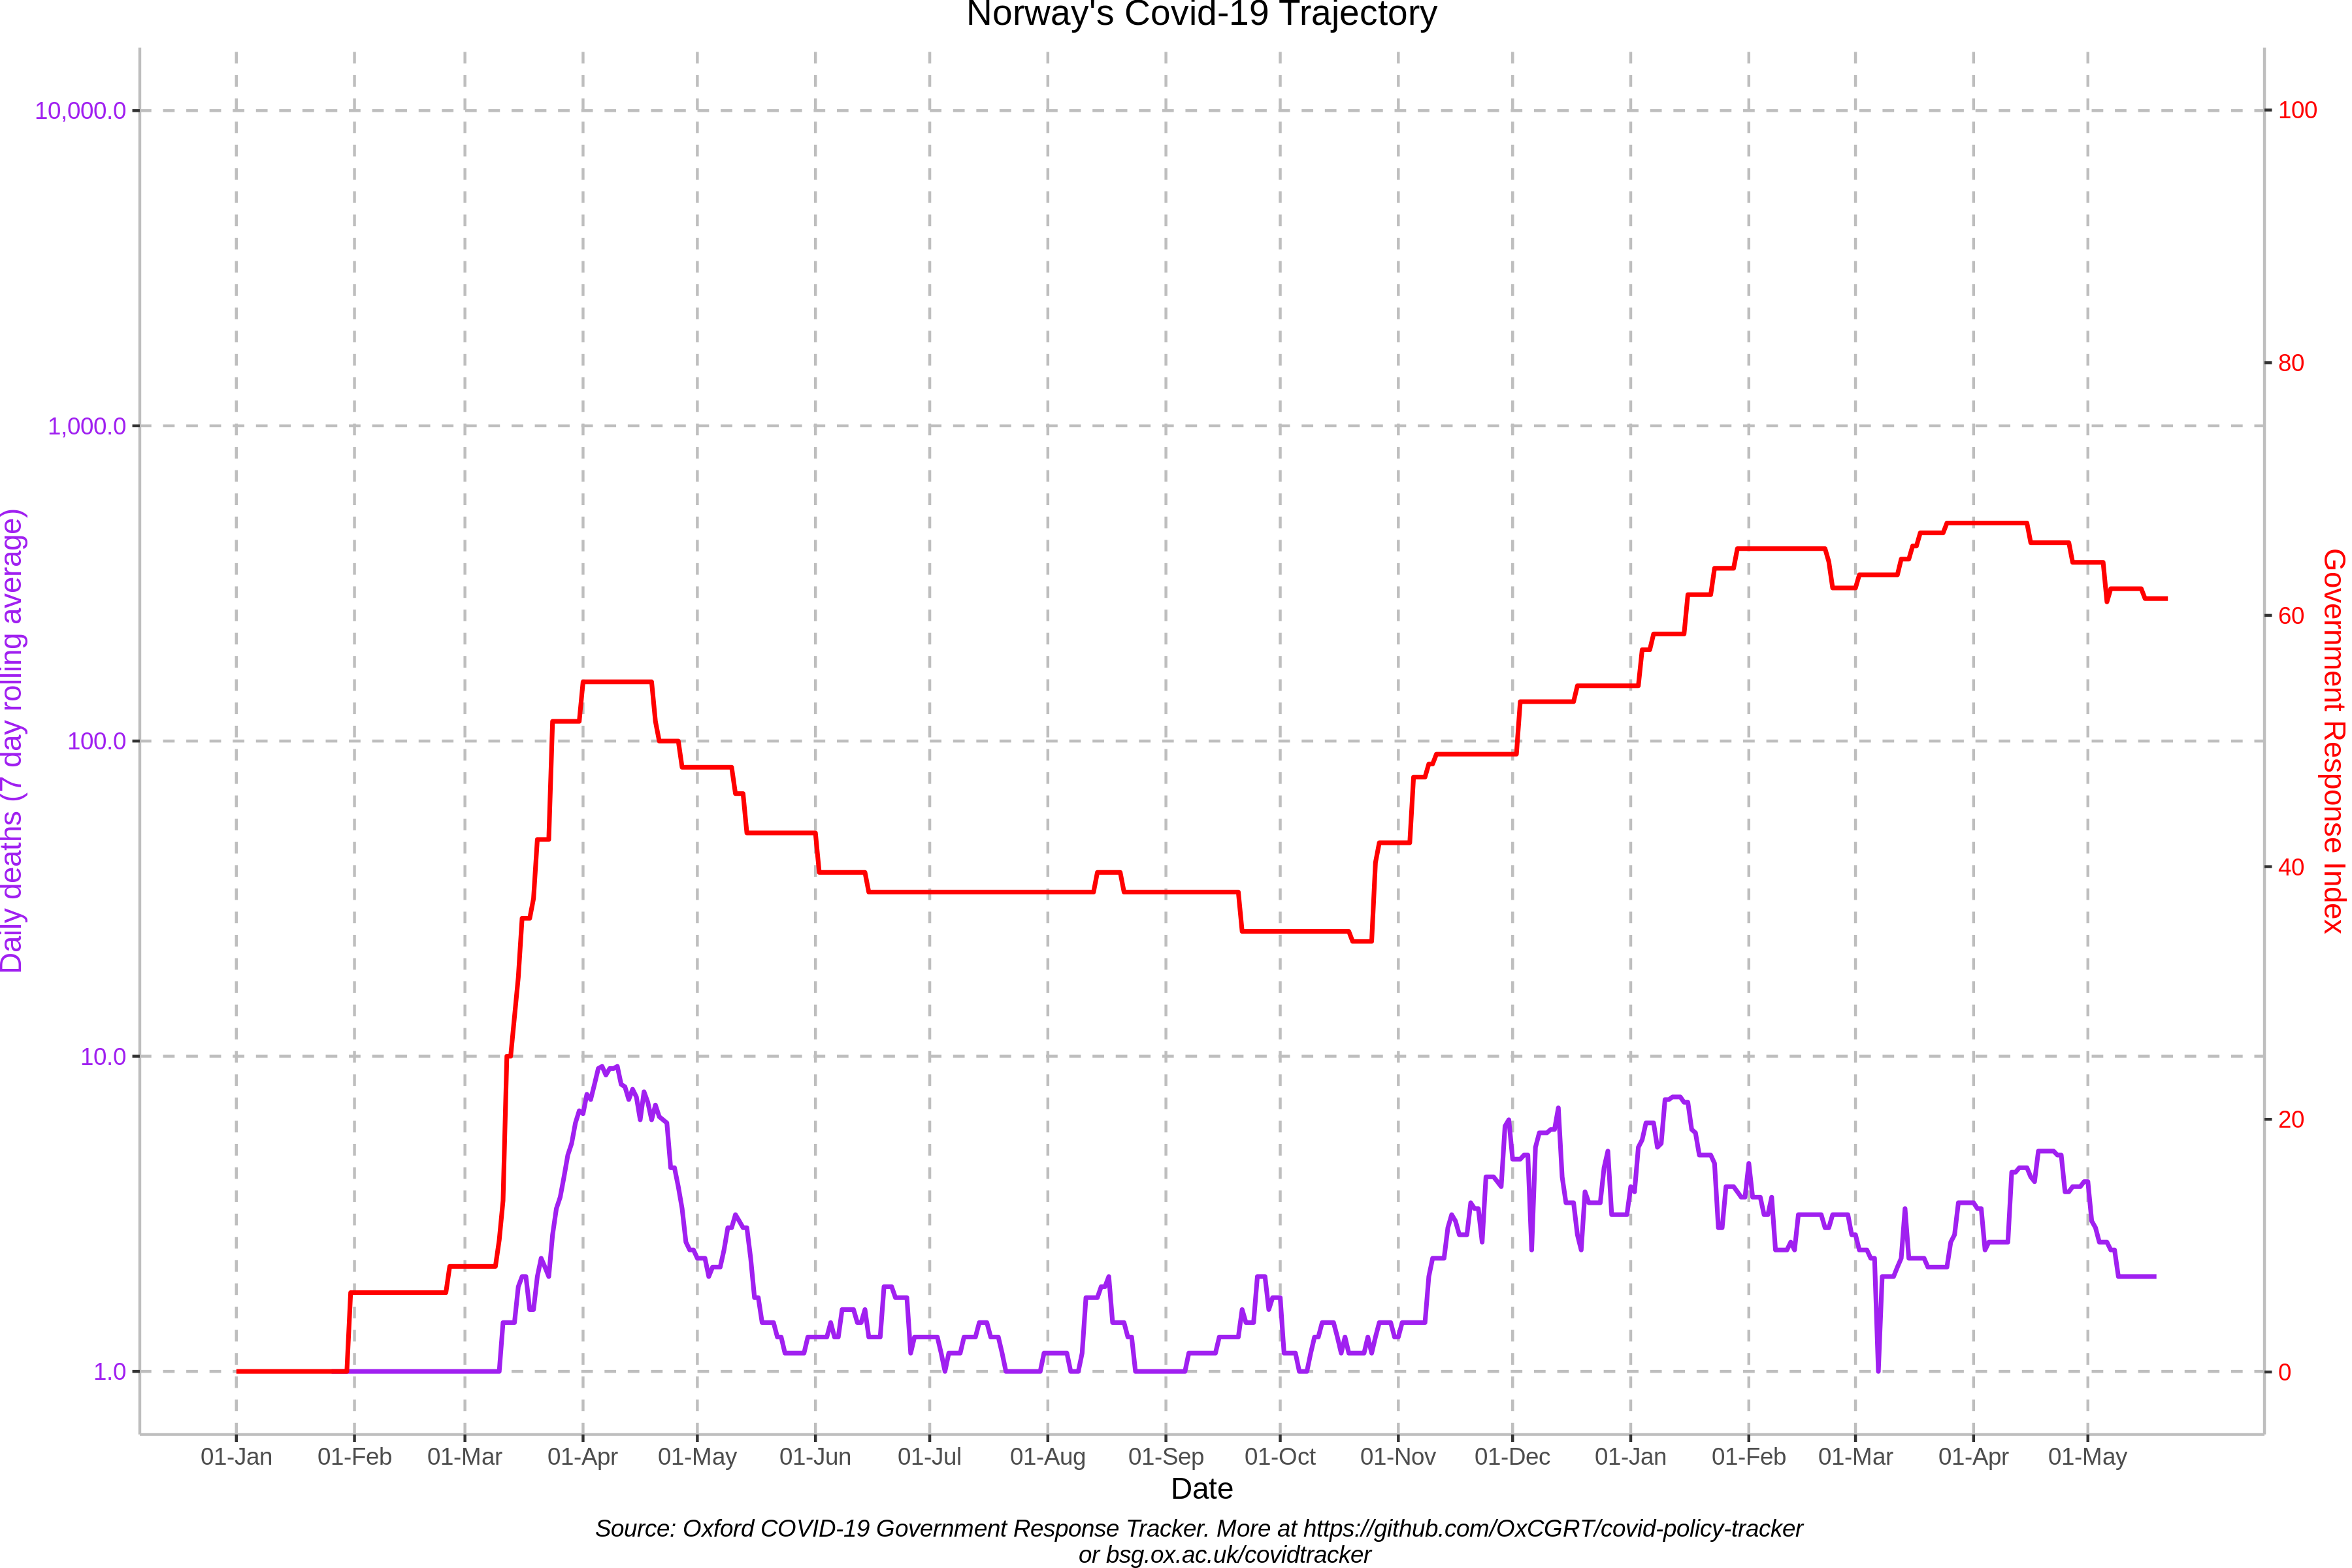 Norway's Covid-19 Trajectory
10,000.0
1,000.0
100.0
10.0
1.0
Daily deaths (7 day rolling average)
100
80
60
40
20
0
Government Response Index
01-Jan 01-Feb 01-Mar 01-Apr 01-May 01-Jun 01-Jul 01-Aug 01-Sep 01-Oct 01-Nov 01-Dec 01-Jan 01-Feb 01-Mar 01-Apr 01-May
Date
Source: Oxford COVID-19 Government Response Tracker. More at https://github.com/OxCGRT/covid-policy-tracker
or bsg.ox.ac.uk/covidtracker